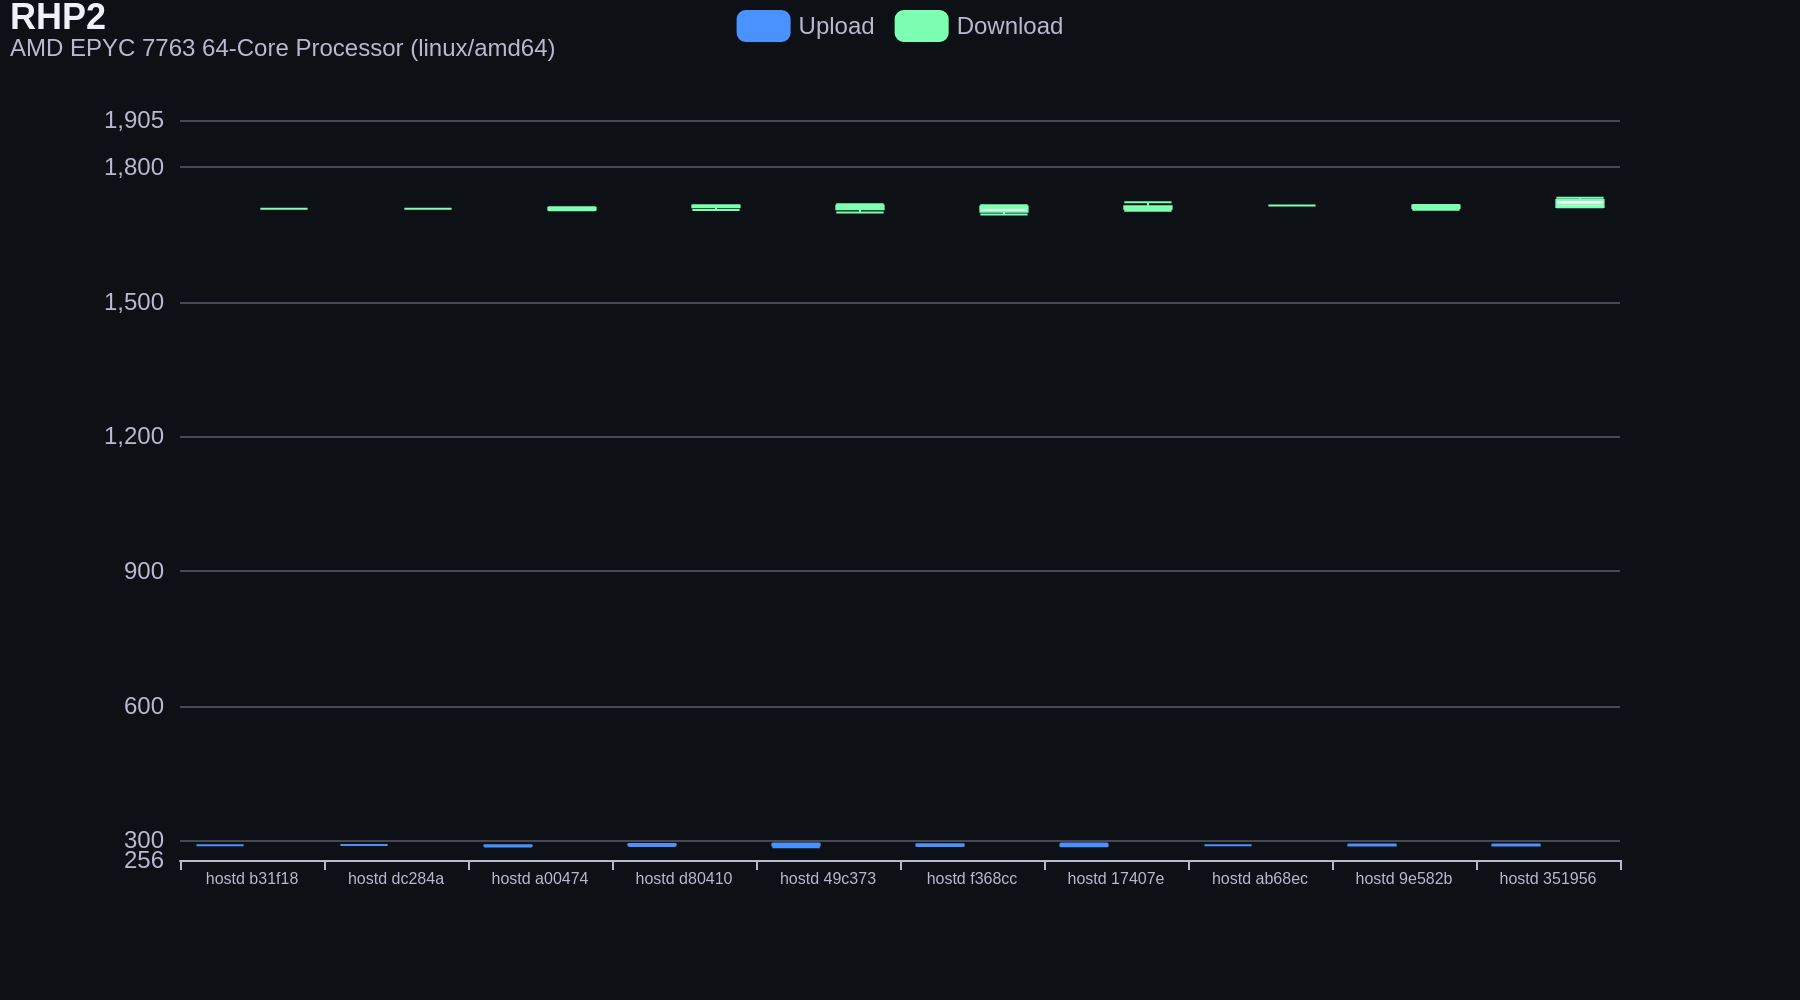 RHP2
AMD EPYC 7763 64-Core Processor (linux/amd64)
Upload
Download
1,905
1,800
1,500
1,200
900
600
300
256
hostd b31f18
hostd dc284a
hostd a00474
hostd d80410
hostd 49c373
hostd f368cc
hostd 17407e
hostd ab68ec
hostd 9e582b
hostd 351956